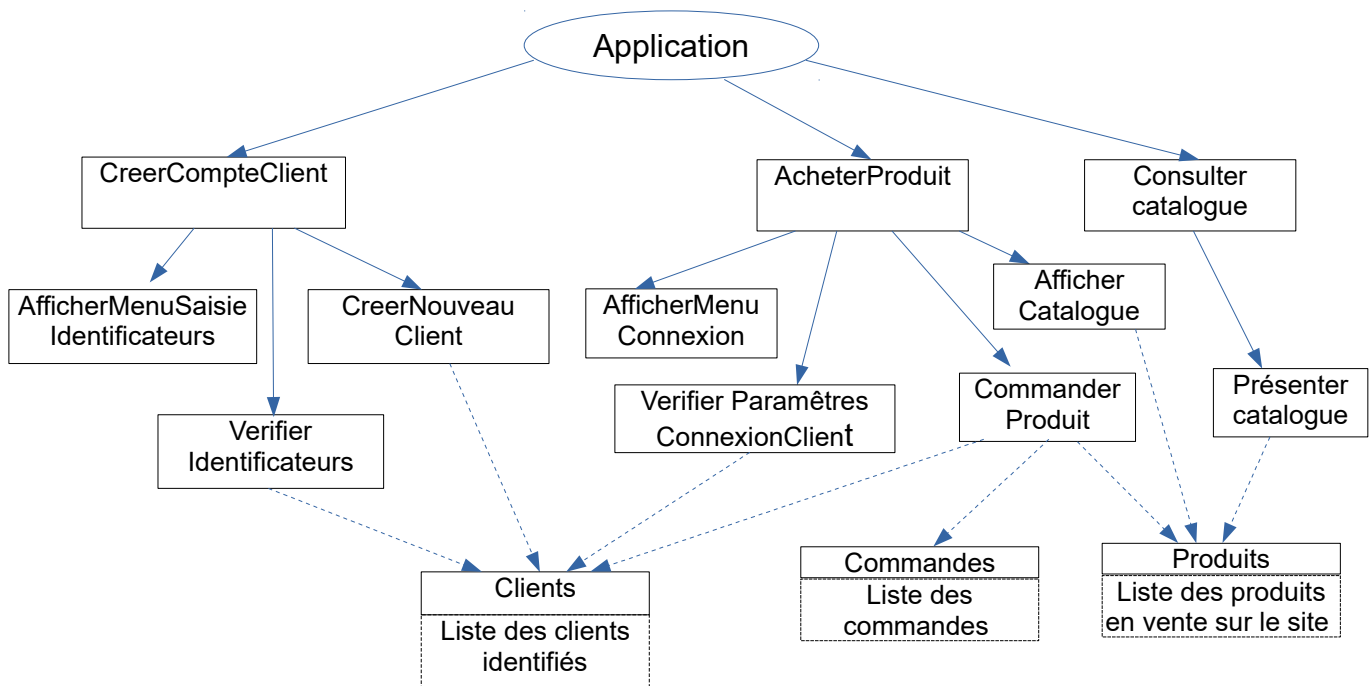 Application
CreerCompteClient
AcheterProduit
Consulter
catalogue
AfficherMenuSaisie
Identificateurs
CreerNouveau
Client
AfficherMenu
Connexion
Afficher
Catalogue
Verifier
Identificateurs
Verifier Paramêtres
ConnexionClient
Commander
Produit
Présenter
catalogue
Clients
Liste des clients
identifiés
Commandes
Liste des
commandes
Produits
Liste des produits
en vente sur le site